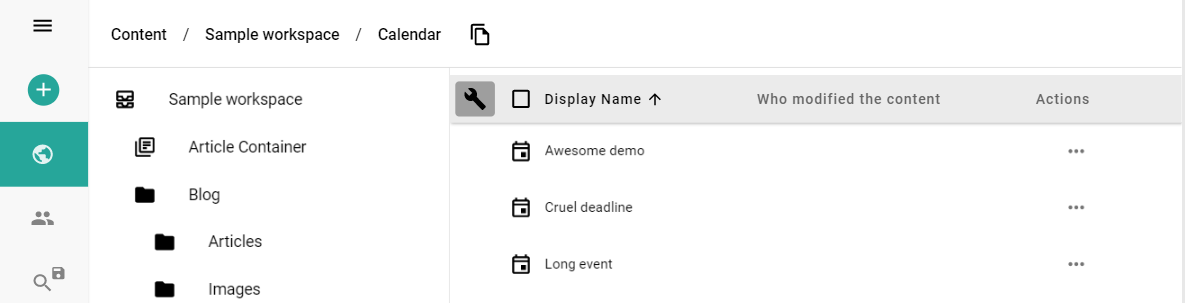 Content / Sample workspace / Calendar
Sample workspace
Article Container
Blog
Articles
Images
Display Name Who modified the content Actions
Awesome demo
Cruel deadline
Long event